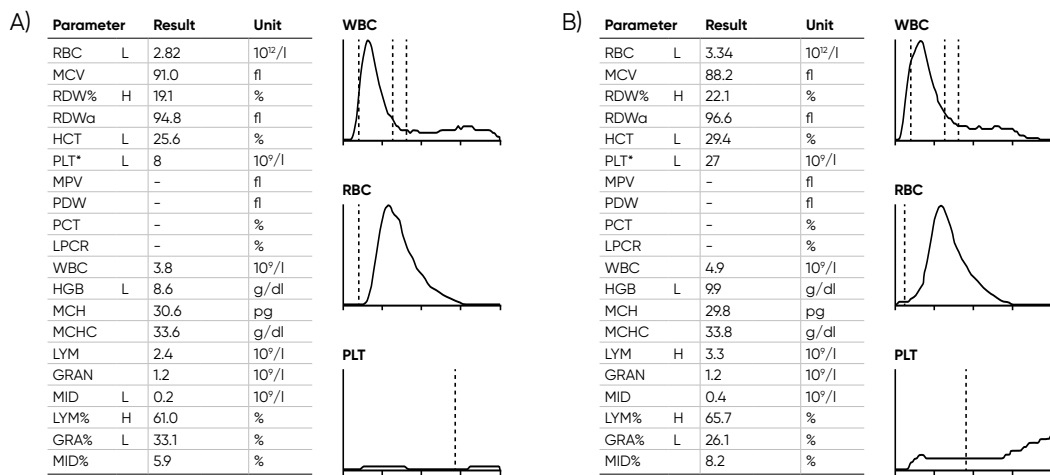 A)
Parameter Result Unit
RBC L 2.82 10¹²/l
MCV 91.0 fl
RDW% H 19.1 %
RDWa 94.8 fl
HCT L 25.6 %
PLT* L 8 10⁹/l
MPV - fl
PDW - fl
PCT - %
LPCR - %
WBC 3.8 10⁹/l
HGB L 8.6 g/dl
MCH 30.6 pg
MCHC 33.6 g/dl
LYM 2.4 10⁹/l
GRAN 1.2 10⁹/l
MID L 0.2 10⁹/l
LYM% H 61.0 %
GRA% L 33.1 %
MID% 5.9 %
WBC
RBC
PLT
B)
Parameter Result Unit
RBC L 3.34 10¹²/l
MCV 88.2 fl
RDW% H 22.1 %
RDWa 96.6 fl
HCT L 29.4 %
PLT* L 27 10⁹/l
MPV - fl
PDW - fl
PCT - %
LPCR - %
WBC 4.9 10⁹/l
HGB L 9.9 g/dl
MCH 29.8 pg
MCHC 33.8 g/dl
LYM H 3.3 10⁹/l
GRAN 1.2 10⁹/l
MID 0.4 10⁹/l
LYM% H 65.7 %
GRA% L 26.1 %
MID% 8.2 %
WBC
RBC
PLT